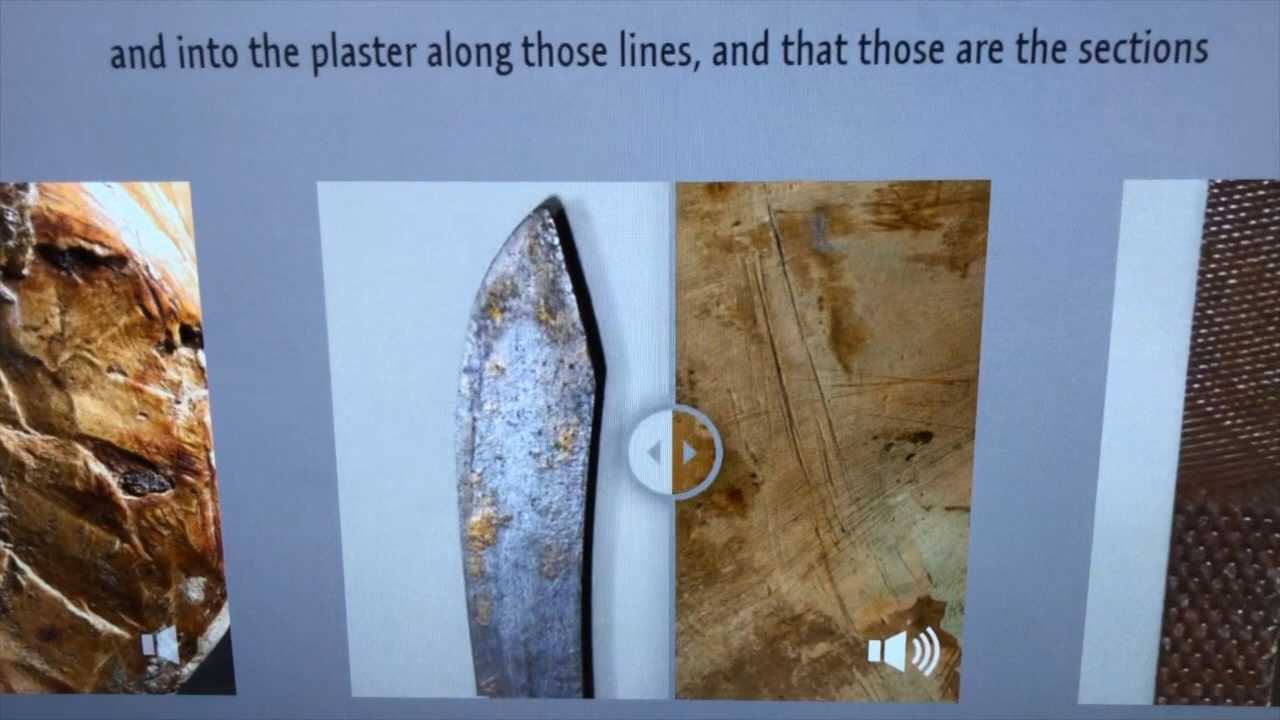 and into the plaster along those lines, and that those are the sections